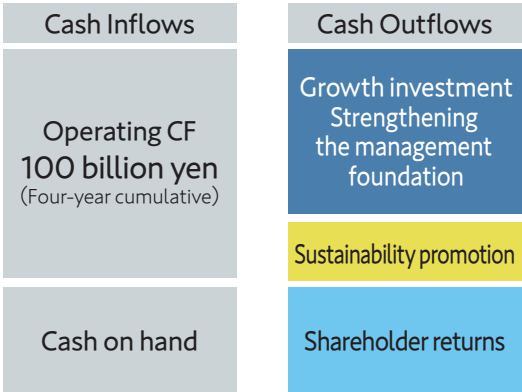 Cash Inflows
Operating CF
100 billion yen
(Four-year cumulative)
Cash on hand
Cash Outflows
Growth investment
Strengthening
the management
foundation
Sustainability promotion
Shareholder returns